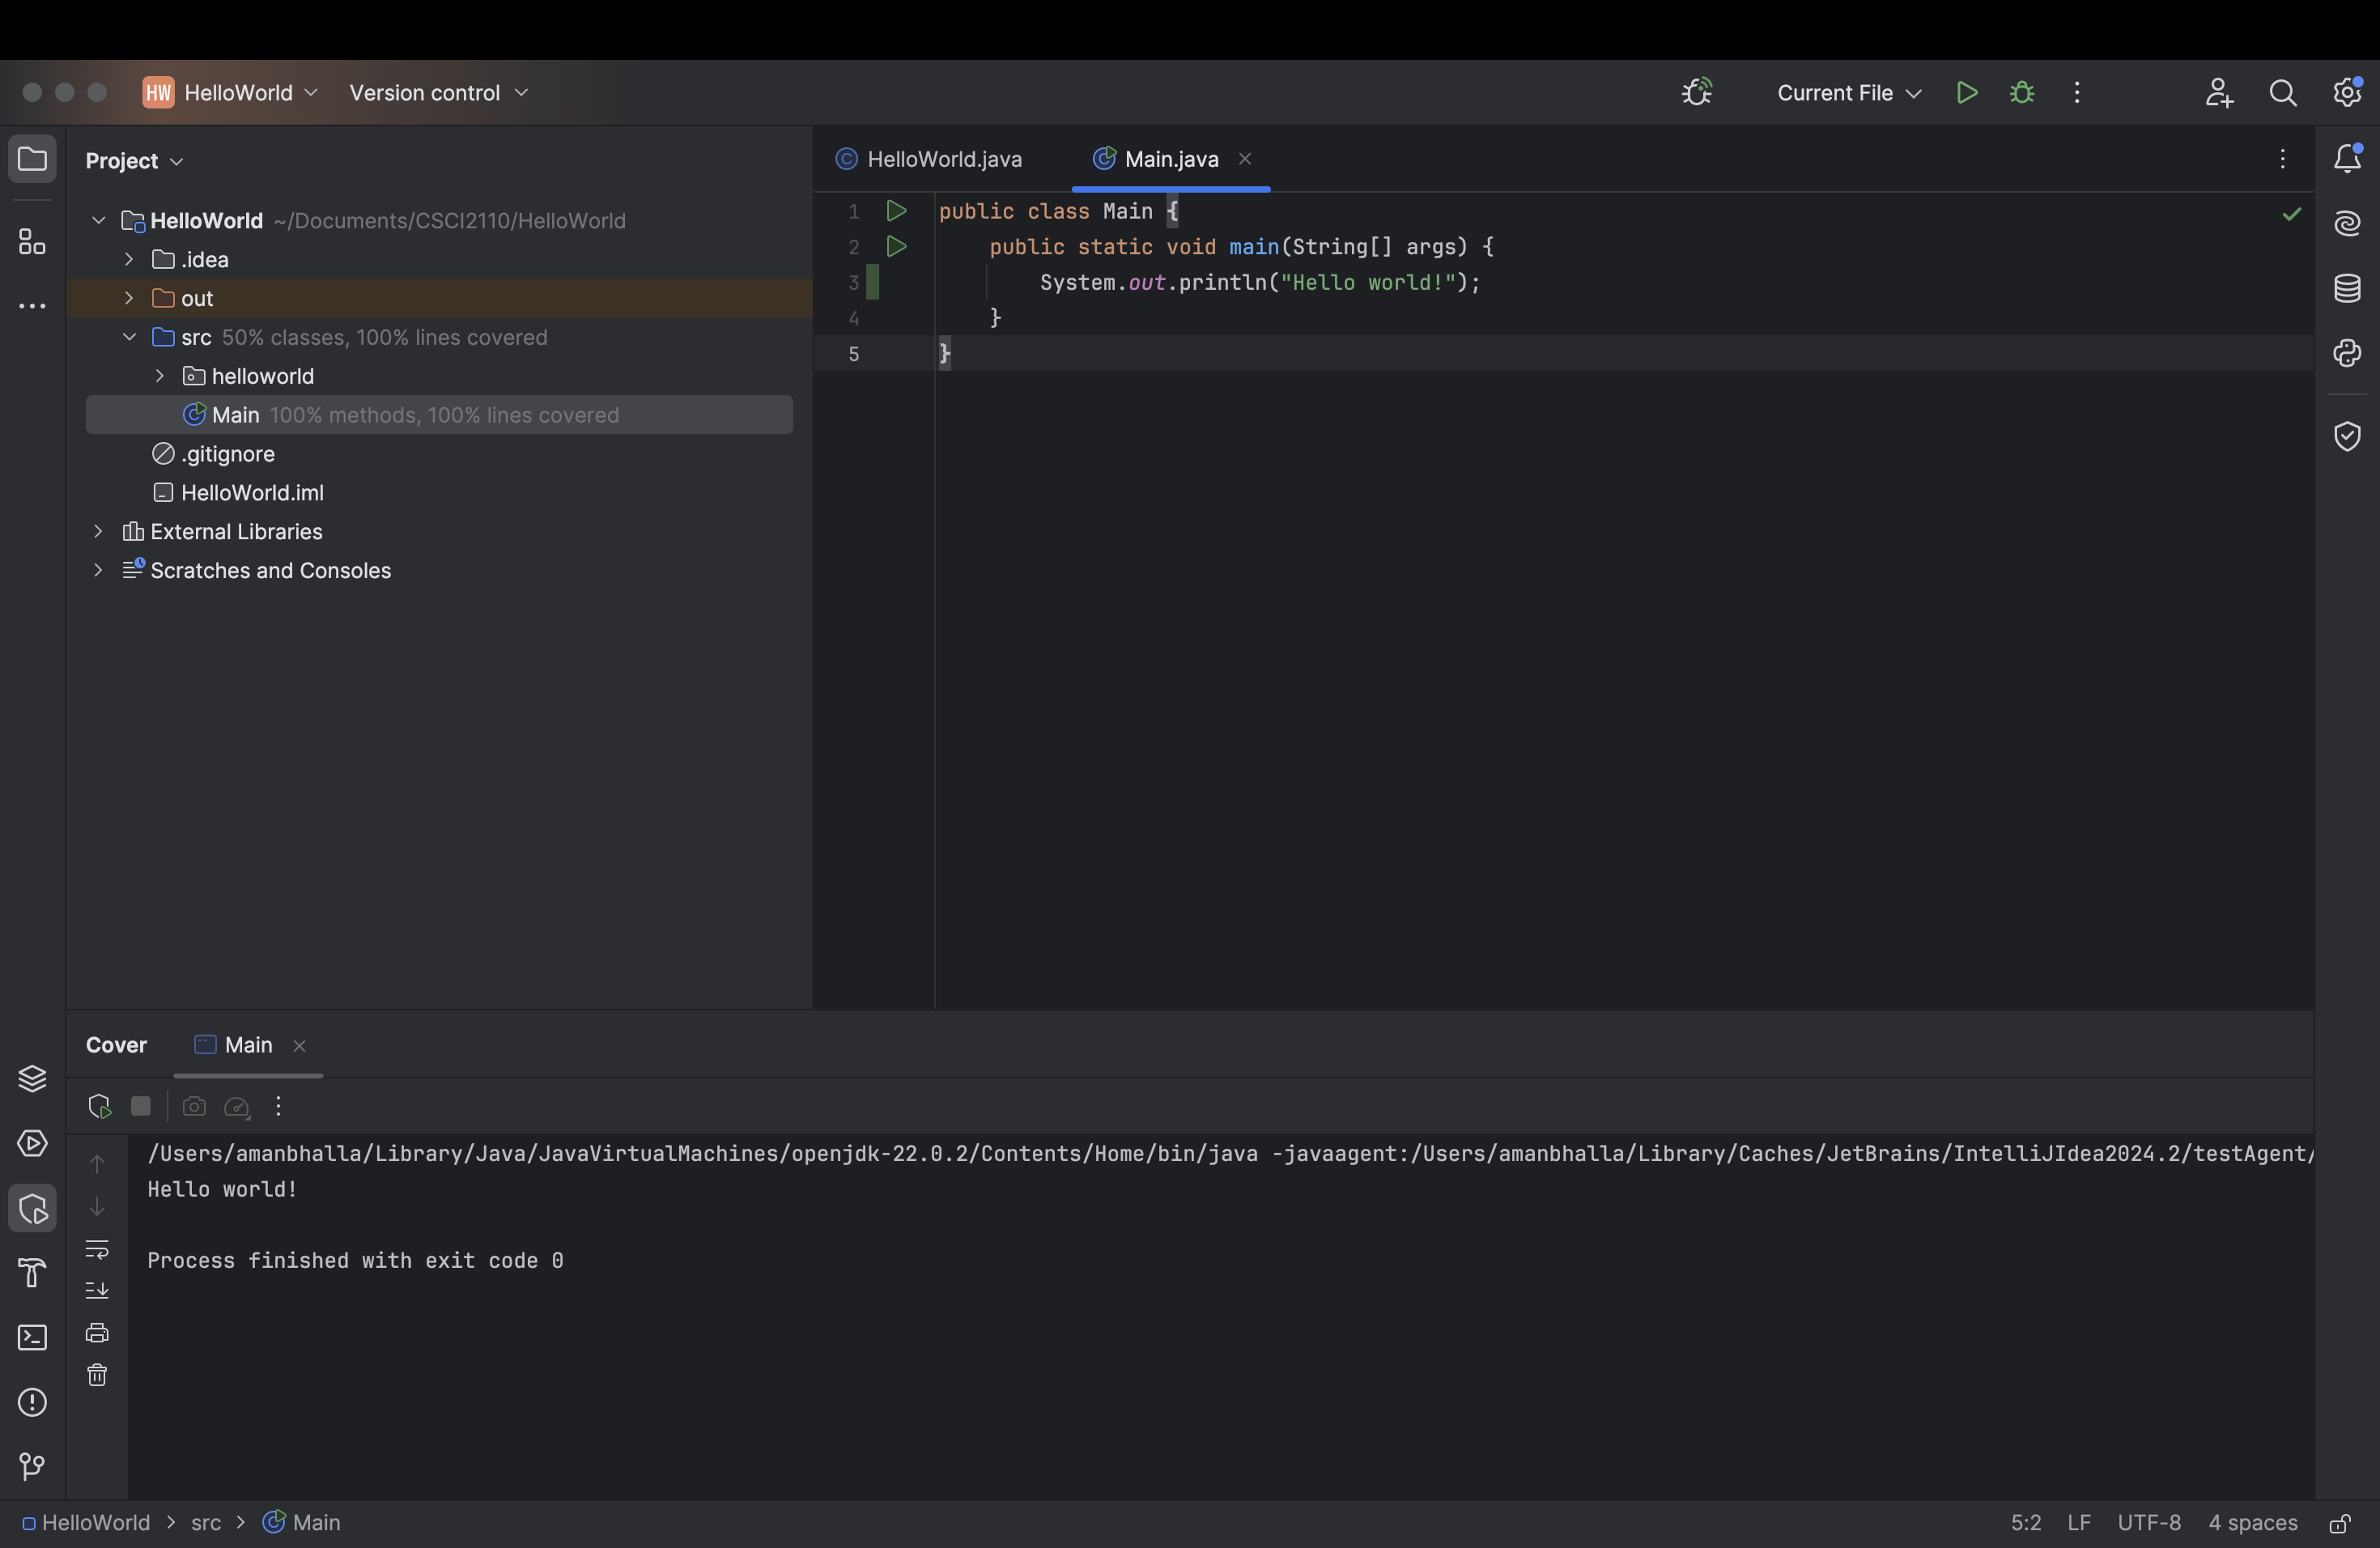 HW HelloWorld Version control Current File
Project
HelloWorld ~/Documents/CSCI2110/HelloWorld
.idea
out
src 50% classes, 100% lines covered
helloworld
Main 100% methods, 100% lines covered
.gitignore
HelloWorld.iml
External Libraries
Scratches and Consoles
HelloWorld.java Main.java
1 public class Main {
2 public static void main(String[] args) {
3 System.out.println("Hello world!");
4 }
5 }
Cover Main
/Users/amanbhalla/Library/Java/JavaVirtualMachines/openjdk-22.0.2/Contents/Home/bin/java -javaagent:/Users/amanbhalla/Library/Caches/JetBrains/IntelliJIdea2024.2/testAgent/
Hello world!
Process finished with exit code 0
HelloWorld > src > Main 5:2 LF UTF-8 4 spaces